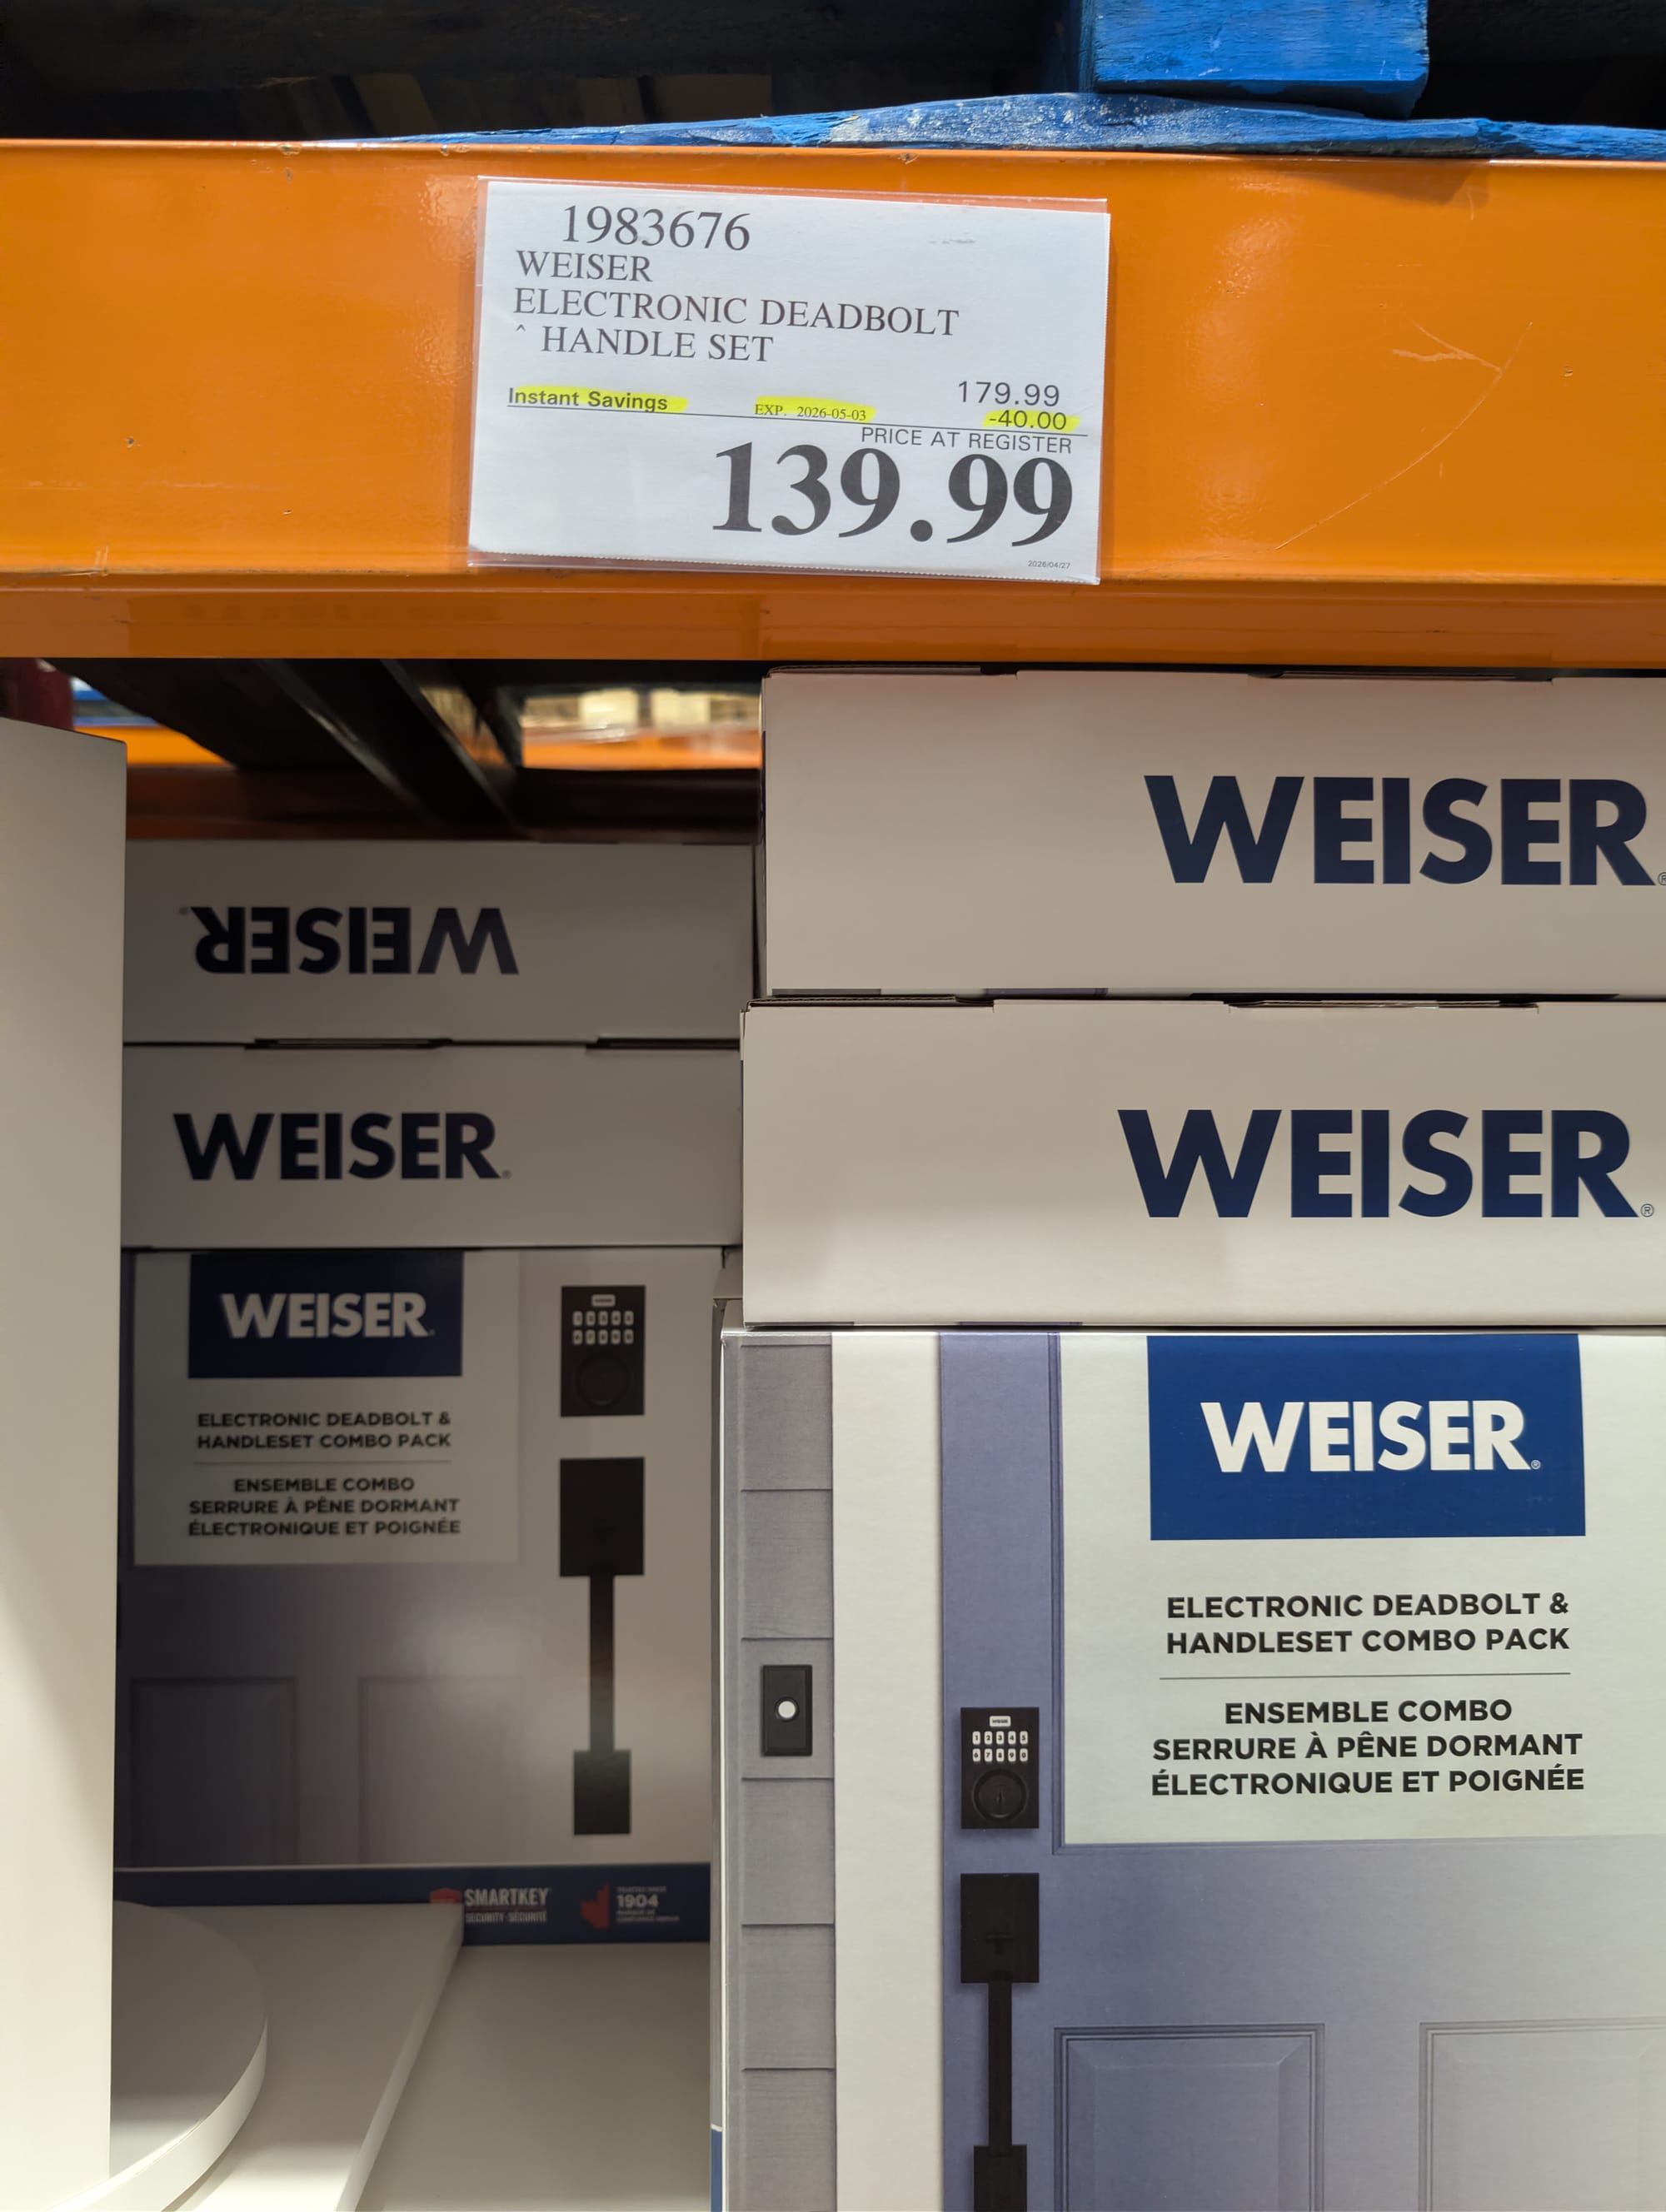 1983676
WEISER
ELECTRONIC DEADBOLT
^ HANDLE SET
179.99
Instant Savings EXP. 2026-05-03 -40.00
PRICE AT REGISTER
139.99
2026/04/27
WEISER®
WEISER
WEISER
WEISER®
WEISER
ELECTRONIC DEADBOLT &
HANDLESET COMBO PACK
ENSEMBLE COMBO
SERRURE À PÊNE DORMANT
ÉLECTRONIQUE ET POIGNÉE
SMARTKEY
SECURITY · SÉCURITÉ
1904
WEISER®
ELECTRONIC DEADBOLT &
HANDLESET COMBO PACK
ENSEMBLE COMBO
SERRURE À PÊNE DORMANT
ÉLECTRONIQUE ET POIGNÉE